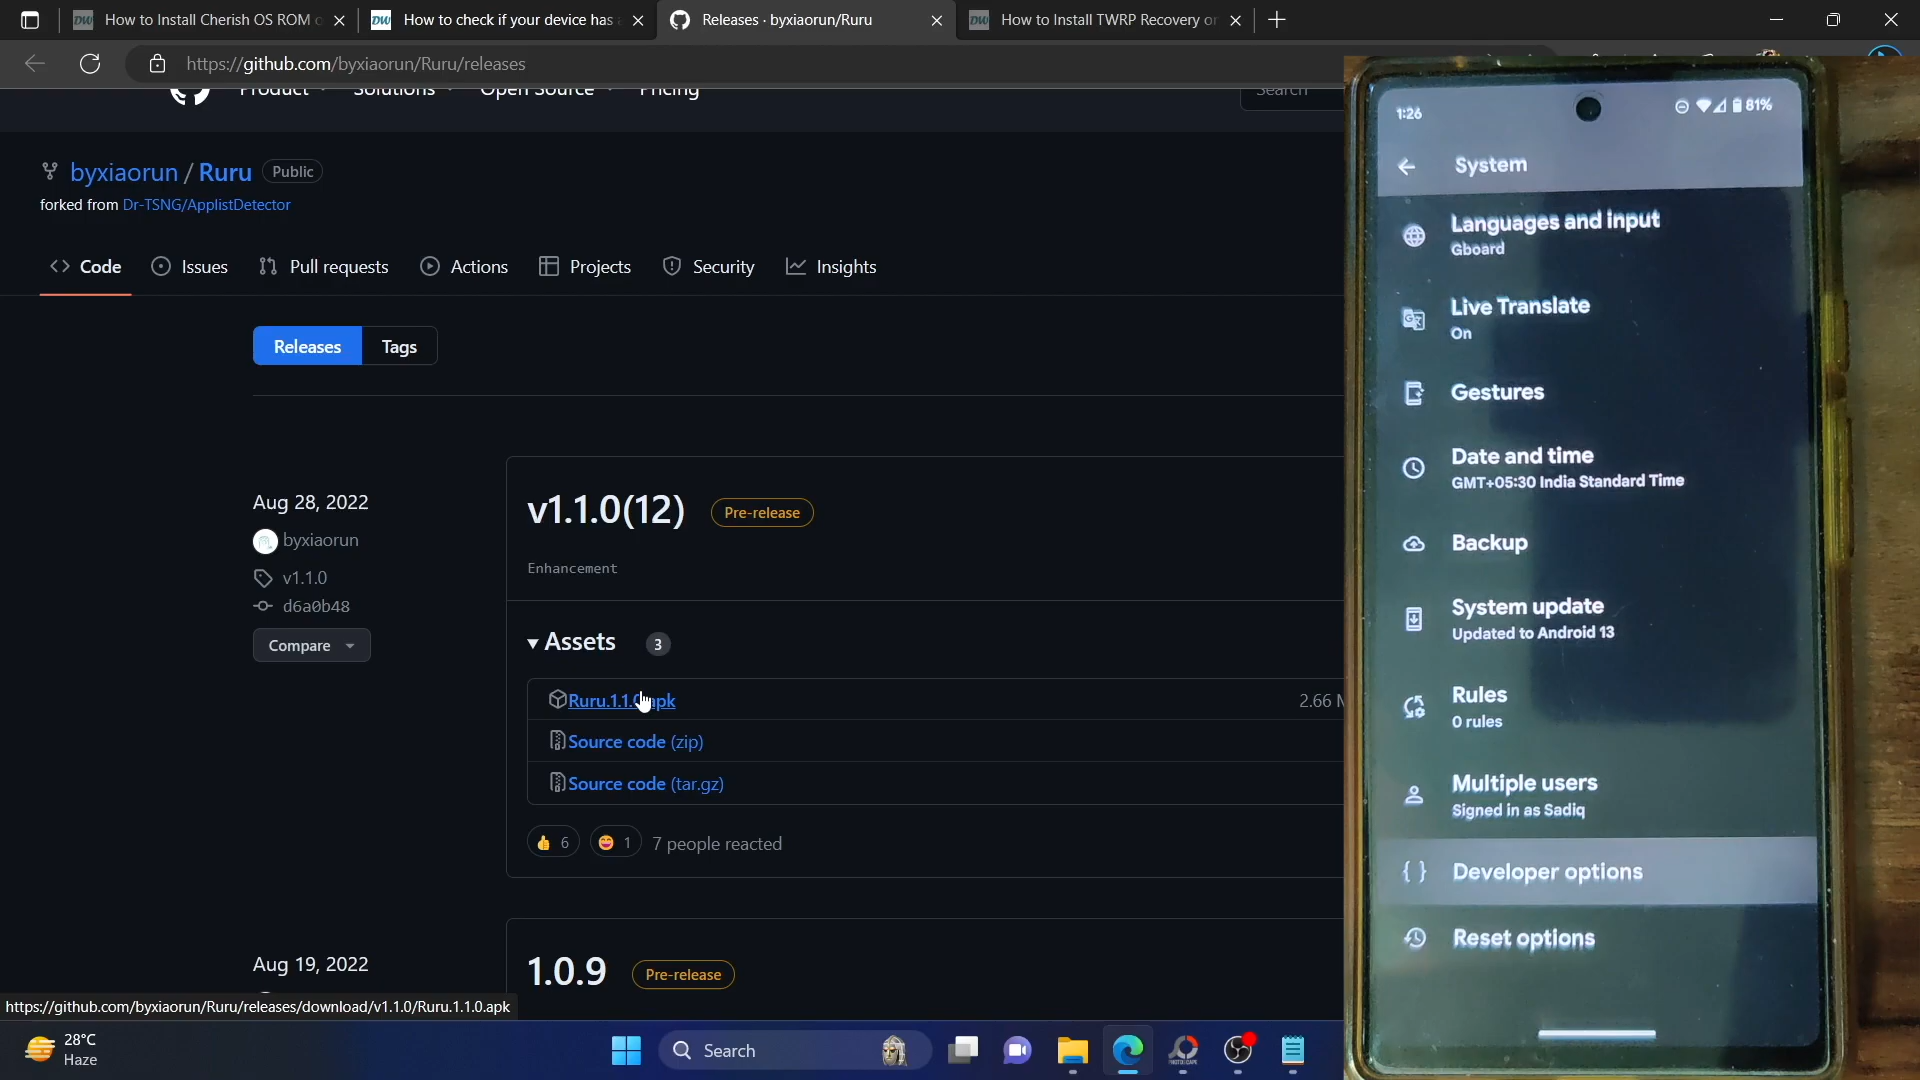 How to Install Cherish OS ROM
How to check if your device has
Releases · byxiaorun/Ruru
How to Install TWRP Recovery or
https://github.com/byxiaorun/Ruru/releases
Product
Solutions
Open Source
Pricing
Search
byxiaorun / Ruru
Public
forked from Dr-TSNG/ApplistDetector
Code
Issues
Pull requests
Actions
Projects
Security
Insights
Releases
Tags
Aug 28, 2022
byxiaorun
v1.1.0
d6a0b48
Compare
v1.1.0(12)
Pre-release
Enhancement
Assets
3
Ruru.1.1.0.apk
2.66
Source code (zip)
Source code (tar.gz)
6
1
7 people reacted
Aug 19, 2022
1.0.9
Pre-release
https://github.com/byxiaorun/Ruru/releases/download/v1.1.0/Ruru.1.1.0.apk
28°C
Haze
Search
1:26
81%
System
Languages and input
Gboard
Live Translate
On
Gestures
Date and time
GMT+05:30 India Standard Time
Backup
System update
Updated to Android 13
Rules
0 rules
Multiple users
Signed in as Sadiq
Developer options
Reset options